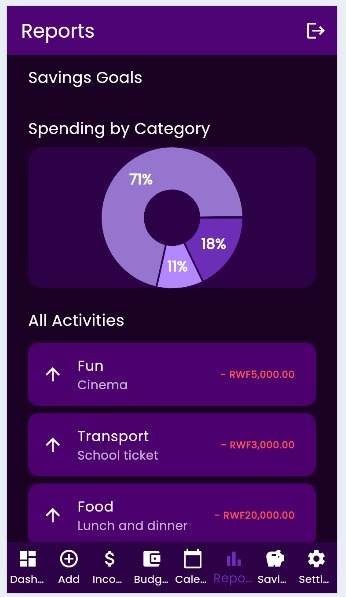 Reports
Savings Goals
Spending by Category
71%
18%
11%
All Activities
Fun
Cinema
- RWF5,000.00
Transport
School ticket
- RWF3,000.00
Food
Lunch and dinner
- RWF20,000.00
Dash... Add Inco... Budg... Cale... Repo... Savi... Setti...